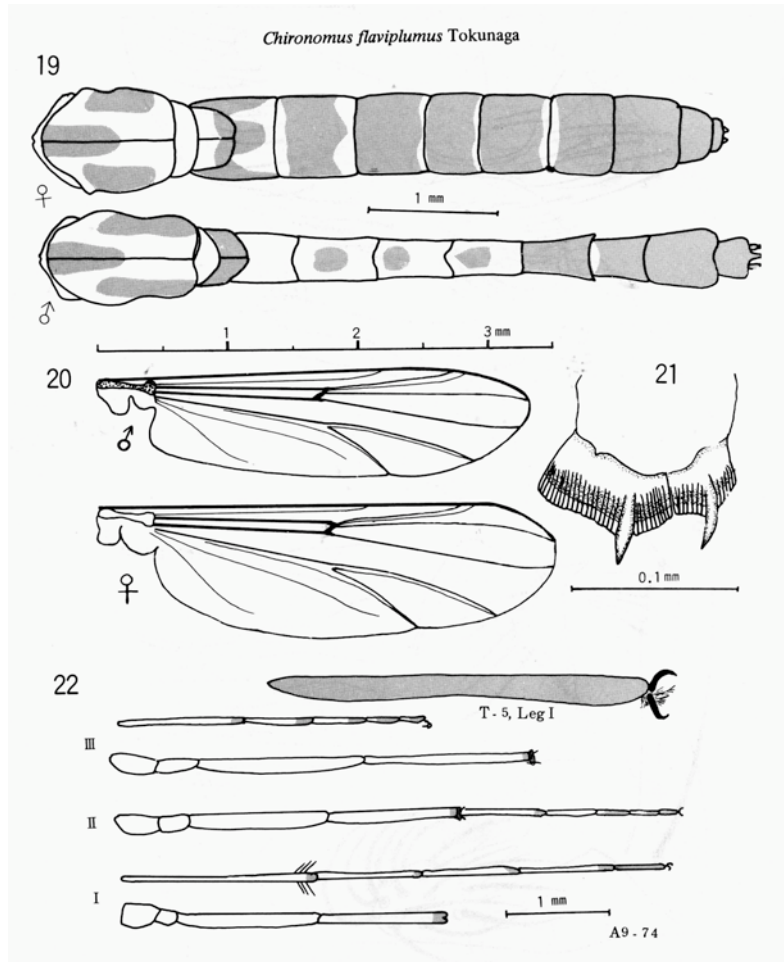 Chironomus flaviplumus Tokunaga
19
♀
1 mm
♂
1 2 3 mm
20
21
♂
♀
0.1 mm
22
T - 5, Leg I
III
II
I
1 mm
A9 - 74